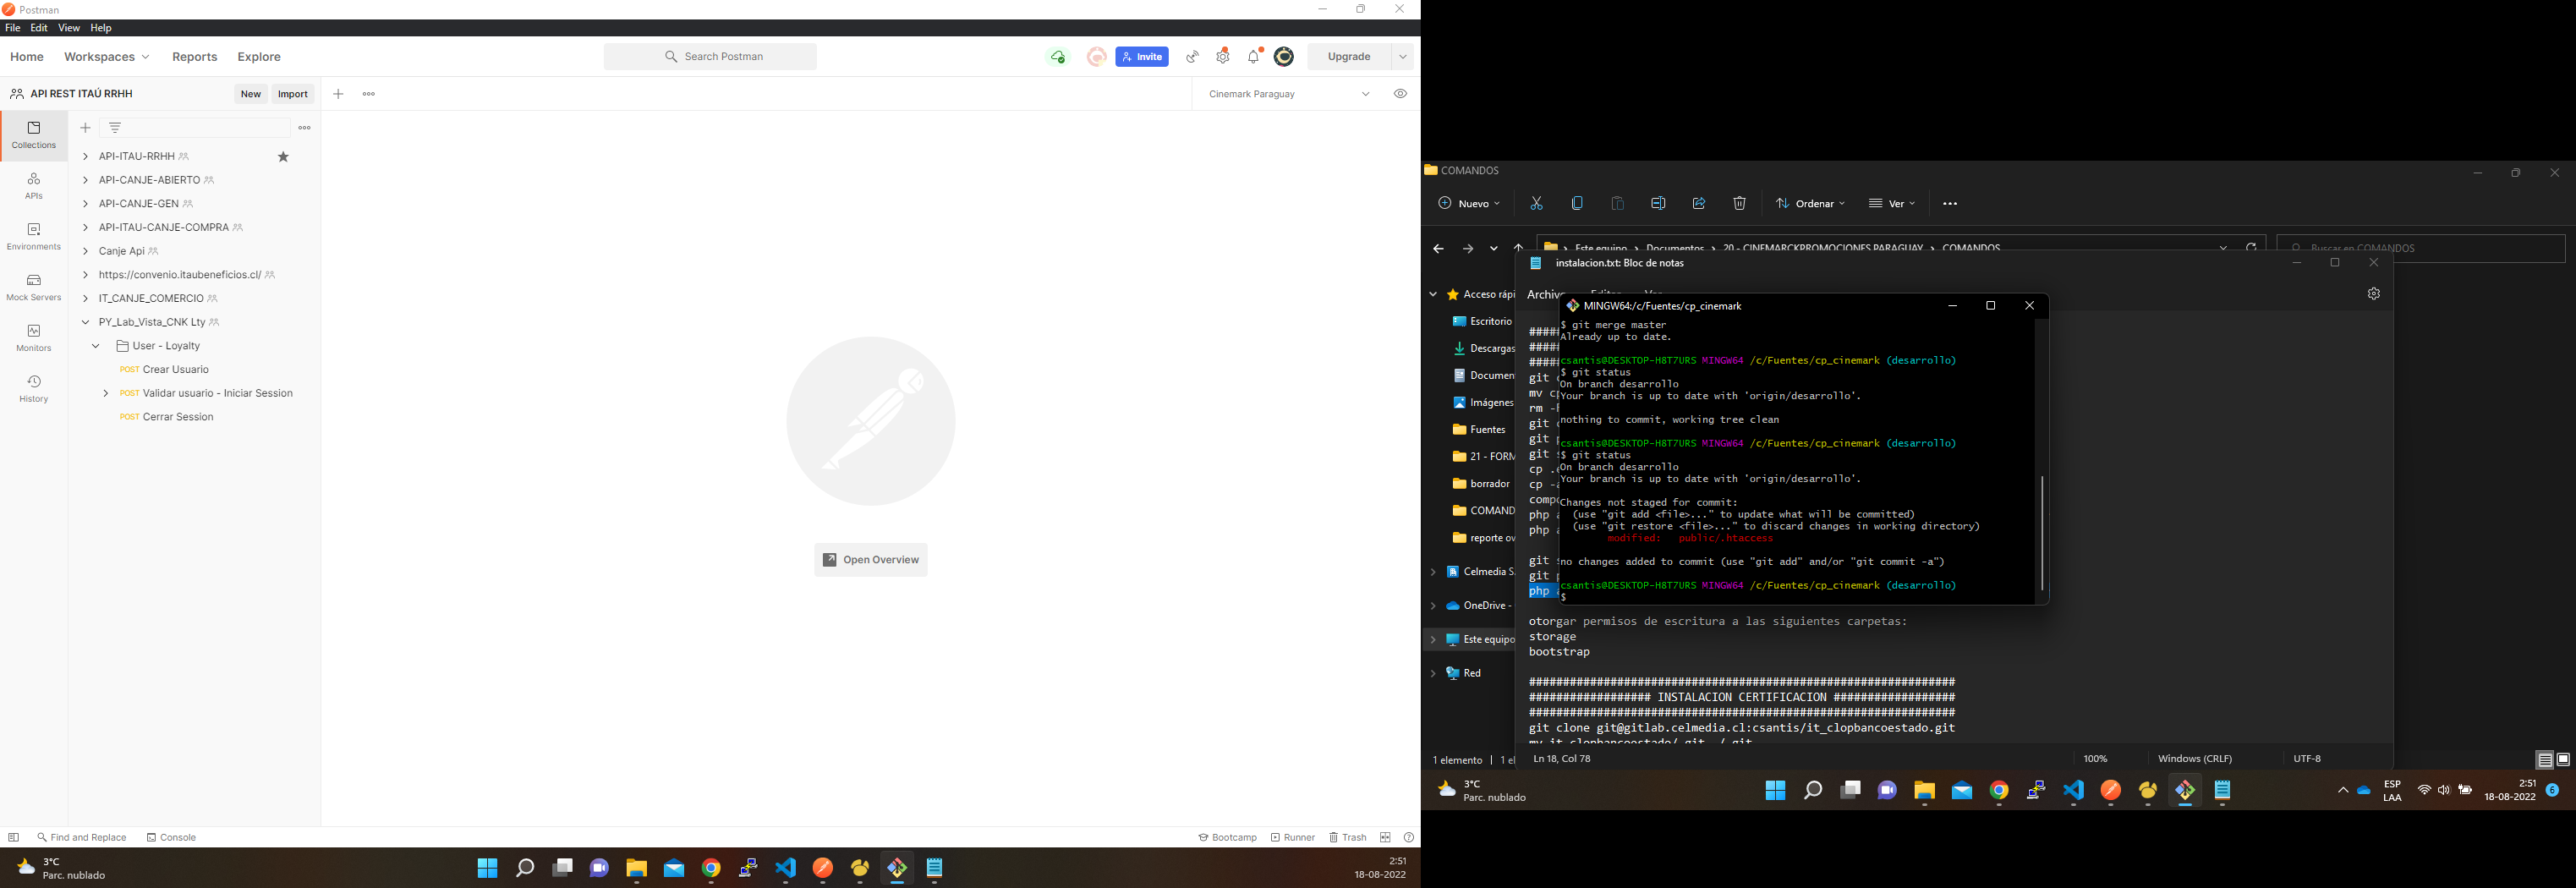 Postman
File Edit View Help
Home Workspaces Reports Explore
Search Postman
Invite
Upgrade
API REST ITAÚ RRHH
New Import
Cinemark Paraguay
Collections
APIs
Environments
Mock Servers
Monitors
History
API-ITAU-RRHH
API-CANJE-ABIERTO
API-CANJE-GEN
API-ITAU-CANJE-COMPRA
Canje Api
https://convenio.itaubeneficios.cl/
IT_CANJE_COMERCIO
PY_Lab_Vista_CNK Lty
User - Loyalty
POST Crear Usuario
POST Validar usuario - Iniciar Session
POST Cerrar Session
Open Overview
Find and Replace Console
Bootcamp Runner Trash
3°C
Parc. nublado
2:51
18-08-2022
COMANDOS
Nuevo
Ordenar Ver
Este equipo Documentos 20 - CINEMARCKPROMOCIONES PARAGUAY COMANDOS
Buscar en COMANDOS
Acceso rápi
Escritorio
Descargas
Documen
Imágenes
Fuentes
21 - FORM
borrador
COMAND
reporte ov
Celmedia S.
OneDrive -
Este equipo
Red
1 elemento 1 el
instalacion.txt: Bloc de notas
Archivo Editar Ver
#####
#####
#####
git c
mv cp
rm -r
git c
git p
git s
cp .e
cp -a
compo
php a
php a
git s
git p
php a
otorgar permisos de escritura a las siguientes carpetas:
storage
bootstrap
###############################################################
################## INSTALACION CERTIFICACION ##################
###############################################################
git clone git@gitlab.celmedia.cl:csantis/it_clopbancoestado.git
mv it_clopbancoestado/.git ./.git
Ln 18, Col 78
100%
Windows (CRLF)
UTF-8
MINGW64:/c/Fuentes/cp_cinemark
$ git merge master
Already up to date.
csantis@DESKTOP-H8T7URS MINGW64 /c/Fuentes/cp_cinemark (desarrollo)
$ git status
On branch desarrollo
Your branch is up to date with 'origin/desarrollo'.
nothing to commit, working tree clean
csantis@DESKTOP-H8T7URS MINGW64 /c/Fuentes/cp_cinemark (desarrollo)
$ git status
On branch desarrollo
Your branch is up to date with 'origin/desarrollo'.
Changes not staged for commit:
(use "git add <file>..." to update what will be committed)
(use "git restore <file>..." to discard changes in working directory)
modified: public/.htaccess
no changes added to commit (use "git add" and/or "git commit -a")
csantis@DESKTOP-H8T7URS MINGW64 /c/Fuentes/cp_cinemark (desarrollo)
$
3°C
Parc. nublado
ESP
LAA
2:51
18-08-2022
6